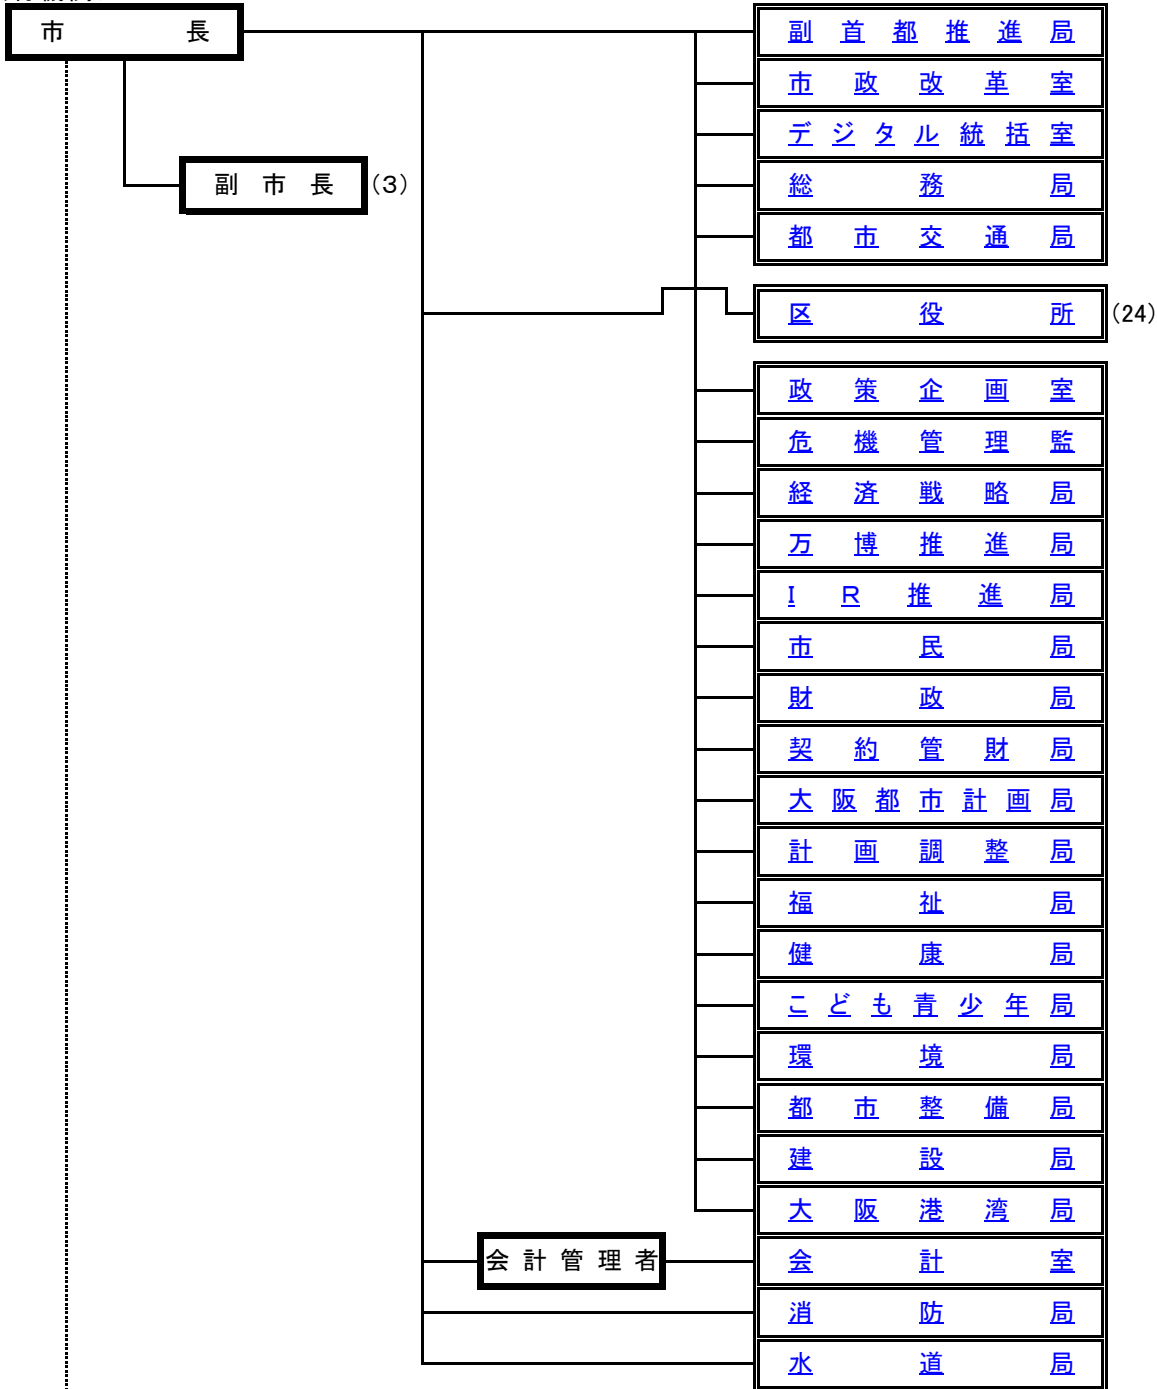 市長
副首都推進局
市政改革室
デジタル統括室
副市長 (3)
総務局
都市交通局
区役所 (24)
政策企画室
危機管理監
経済戦略局
万博推進局
IR推進局
市民局
財政局
契約管財局
大阪都市計画局
計画調整局
福祉局
健康局
こども青少年局
環境局
都市整備局
建設局
大阪港湾局
会計管理者
会計室
消防局
水道局